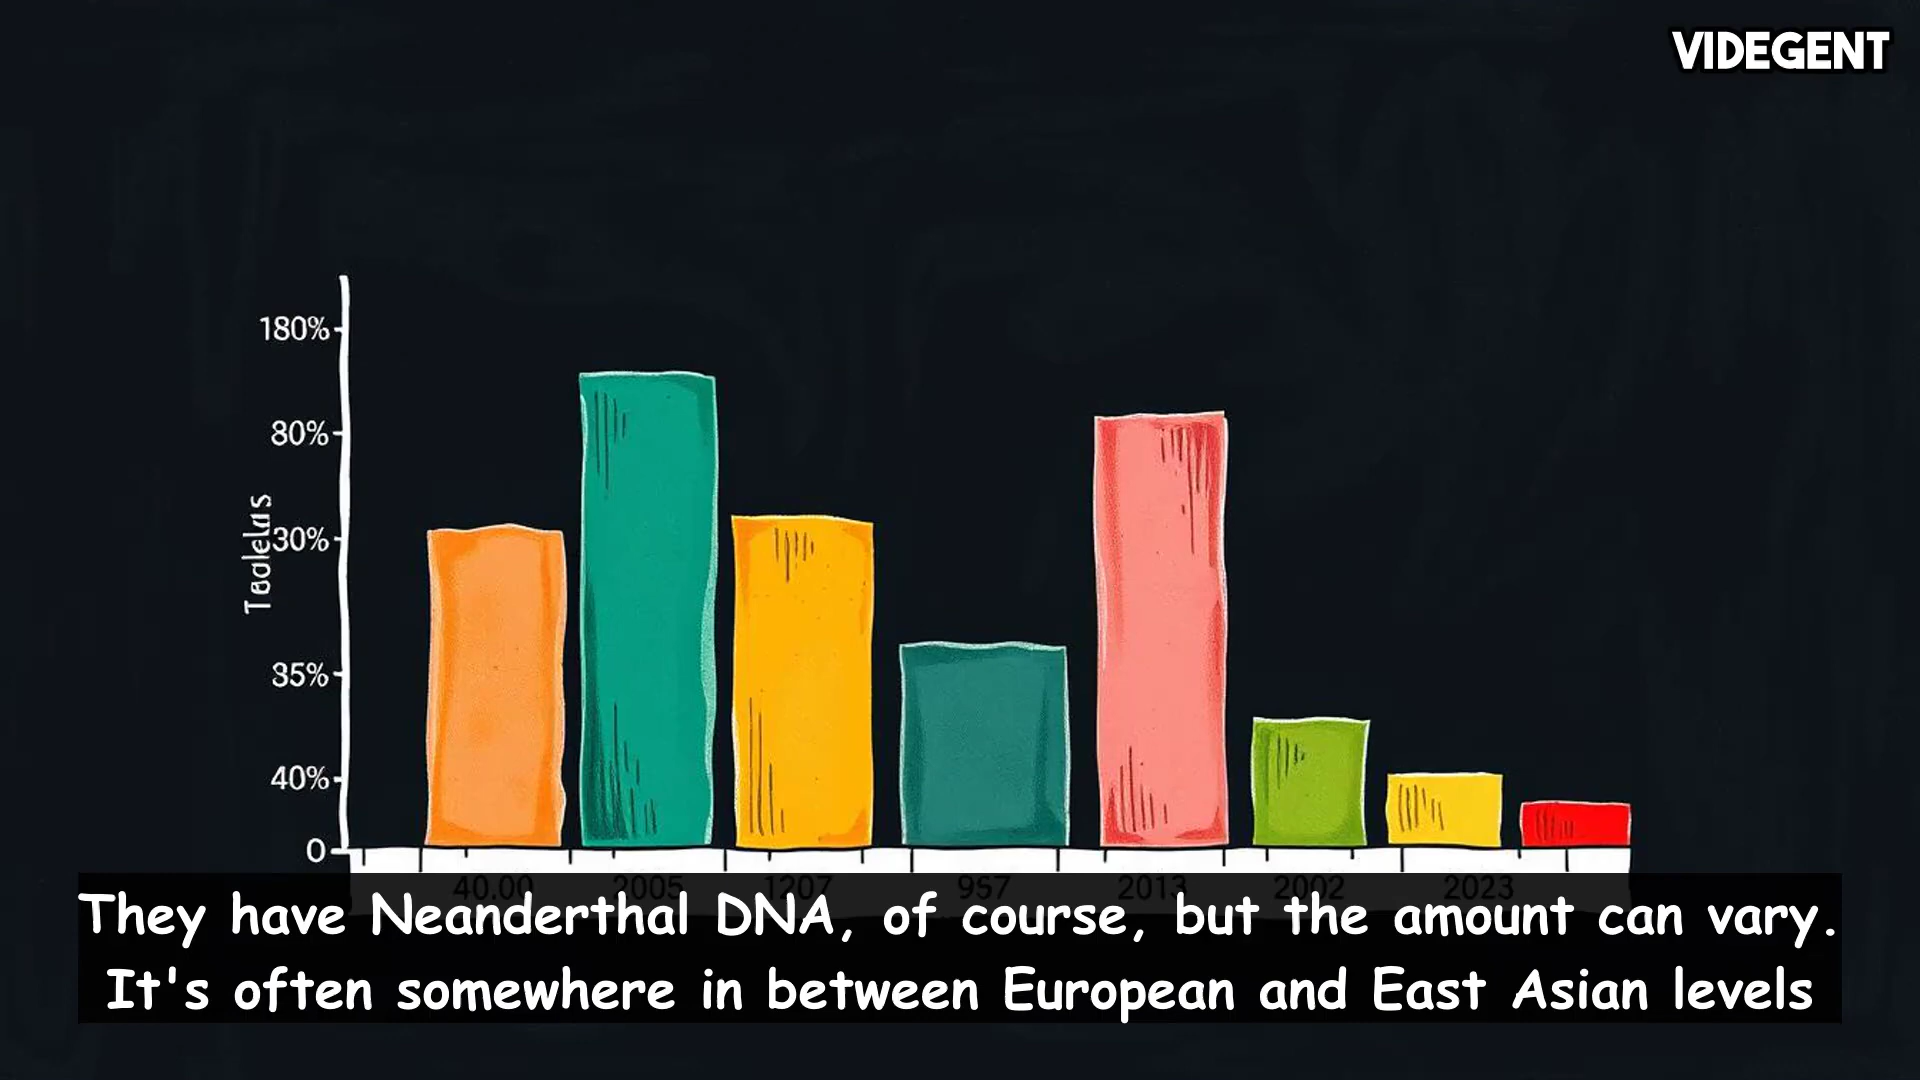 VIDEGENT
180%
80%
30%
35%
40%
0
Tealelus
40.00 2005 1207 957 2013 2002 2023
They have Neanderthal DNA, of course, but the amount can vary.
It's often somewhere in between European and East Asian levels